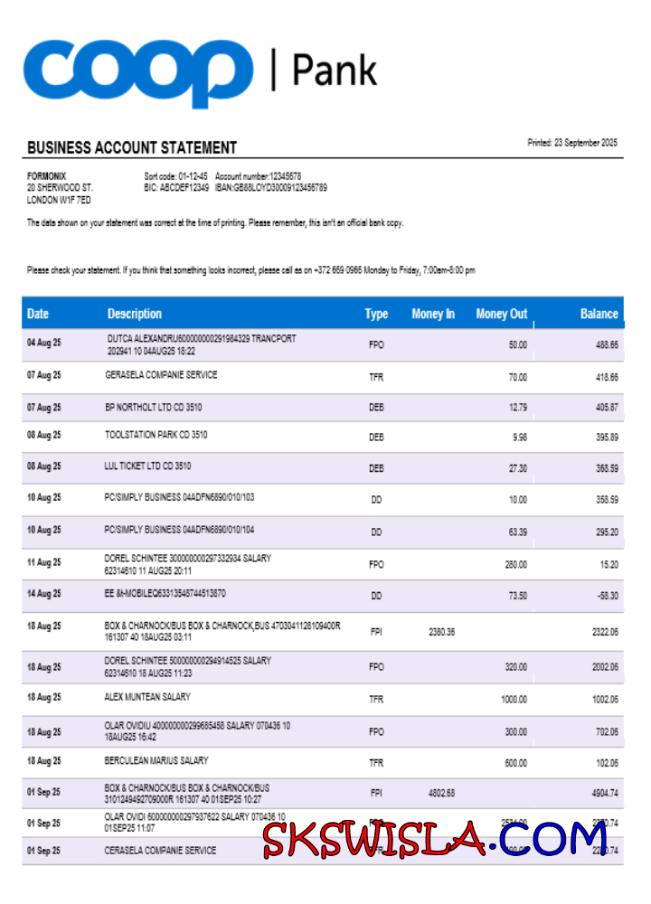 coop | Pank
BUSINESS ACCOUNT STATEMENT
Printed: 23 September 2025
FORMONIX
20 SHERWOOD ST.
LONDON W1F 7ED
Sort code: 01-12-45 Account number:12345678
BIC: ABCDEF12349 IBAN:GB88LOYD30009123456789
The data shown on your statement was correct at the time of printing. Please remember, this isn't an official bank copy.
Please check your statement. If you think that something looks incorrect, please call as on +372 669 0966 Monday to Friday, 7:00am-8:00 pm
Date Description Type Money In Money Out Balance
04 Aug 25 DUTCA ALEXANDRU600000000291984329 TRANCPORT FPO 50.00 488.66
202941 10 04AUG25 18:22
07 Aug 25 GERASELA COMPANIE SERVICE TFR 70.00 418.66
07 Aug 25 BP NORTHOLT LTD CD 3510 DEB 12.79 405.87
08 Aug 25 TOOLSTATION PARK CD 3510 DEB 9.98 395.89
08 Aug 25 LUL TICKET LTD CD 3510 DEB 27.30 368.59
10 Aug 25 PC/SIMPLY BUSINESS 04ADFN6890/010/103 DD 10.00 358.59
10 Aug 25 PC/SIMPLY BUSINESS 04ADFN6890/010/104 DD 63.39 295.20
11 Aug 25 DOREL SCHINTEE 300000000297332934 SALARY FPO 280.00 15.20
62314610 11 AUG25 20:11
14 Aug 25 EE &t-MOBILEQ63313545744513870 DD 73.50 -58.30
18 Aug 25 BOX & CHARNOCK/BUS BOX & CHARNOCK,BUS 4703041128109400R FPI 2380.36 2322.06
161307 40 18AUG25 03:11
18 Aug 25 DOREL SCHINTEE 500000000294914525 SALARY FPO 320.00 2002.06
62314610 18 AUG25 11:23
18 Aug 25 ALEX MUNTEAN SALARY TFR 1000.00 1002.06
18 Aug 25 OLAR OVIDIU 400000000299685458 SALARY 070436 10 FPO 300.00 702.06
18AUG25 16:42
18 Aug 25 BERCULEAN MARIUS SALARY TFR 600.00 102.06
01 Sep 25 BOX & CHARNOCK/BUS BOX & CHARNOCK/BUS FPI 4802.68 4904.74
3101249492709000R 161307 40 01SEP25 10:27
01 Sep 25 OLAR OVIDI 600000000297937622 SALARY 070436 10
01SEP25 11:07
01 Sep 25 CERASELA COMPANIE SERVICE
SKSWISLA.COM